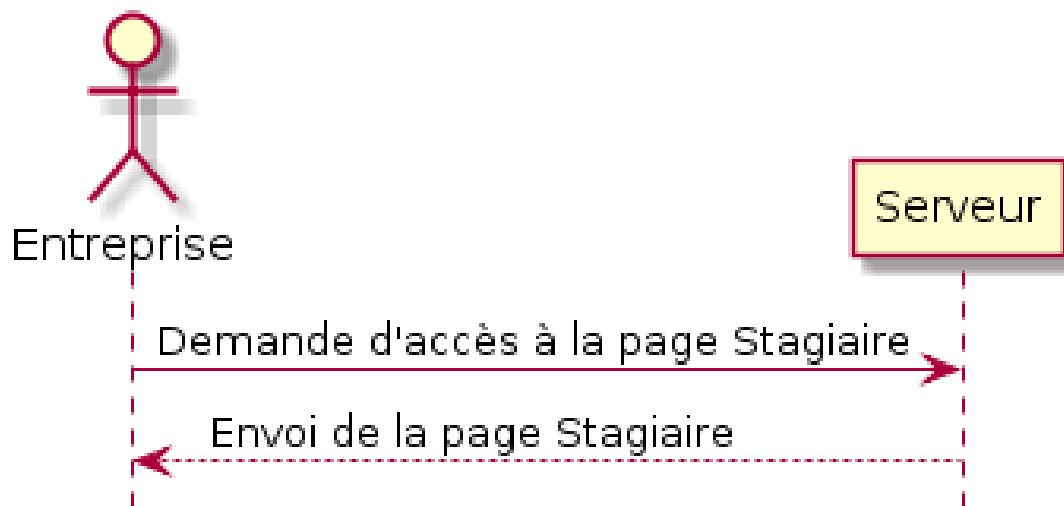 Entreprise
Serveur
Demande d'accès à la page Stagiaire
Envoi de la page Stagiaire